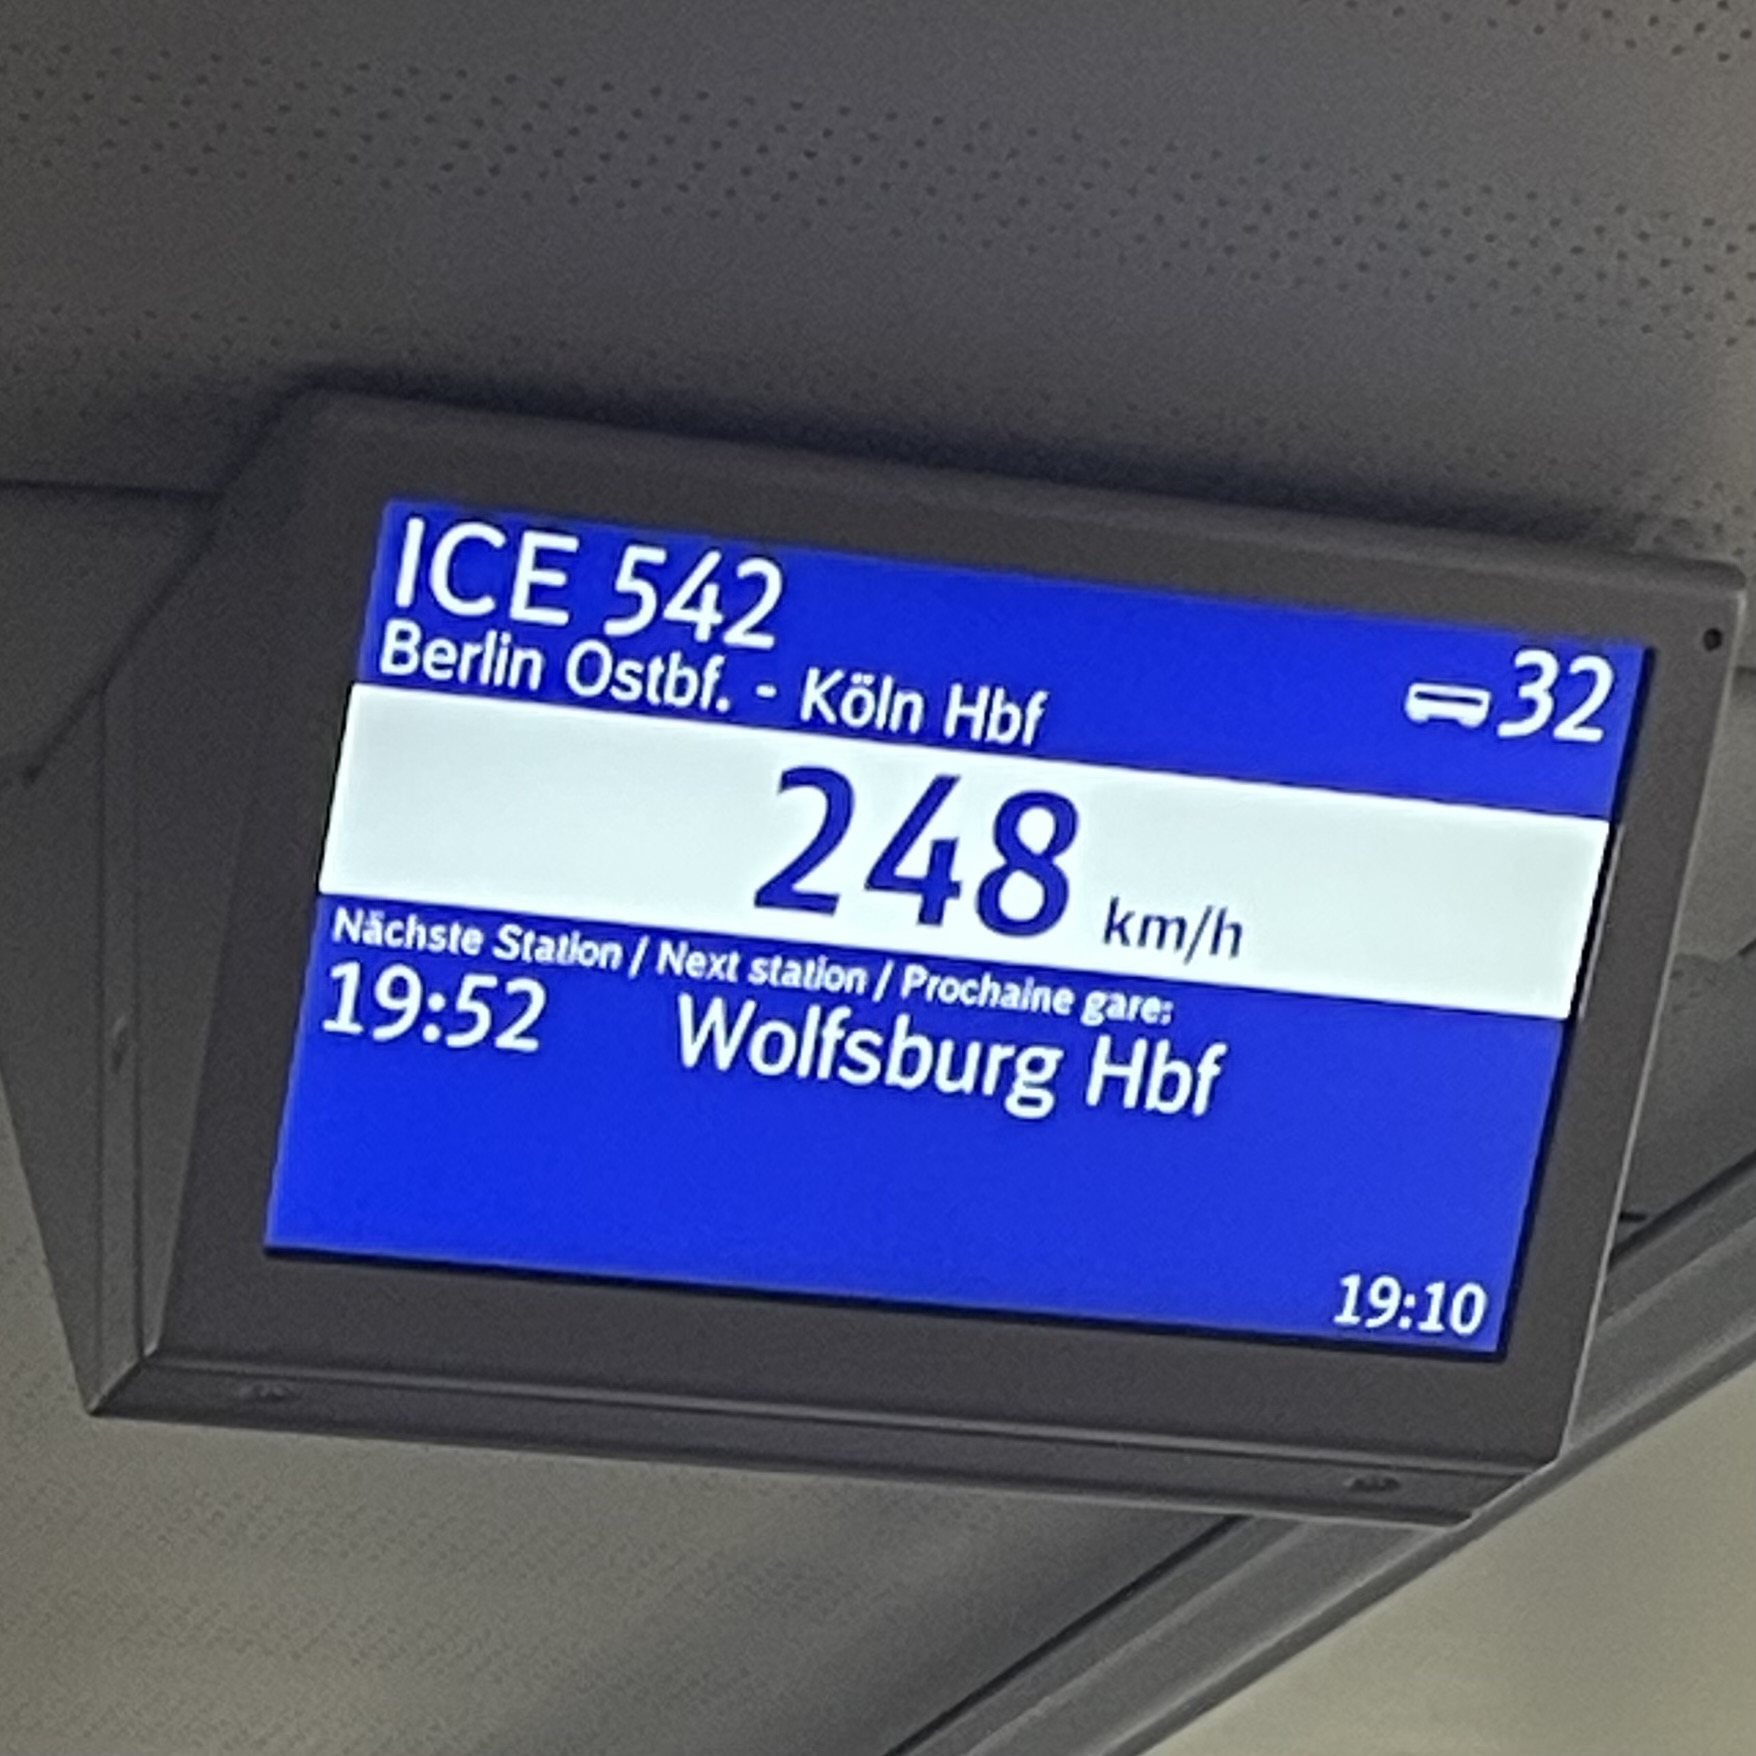 ICE 542
Berlin Ostbf. - Köln Hbf
32
248 km/h
Nächste Station / Next station / Prochaine gare:
19:52 Wolfsburg Hbf
19:10